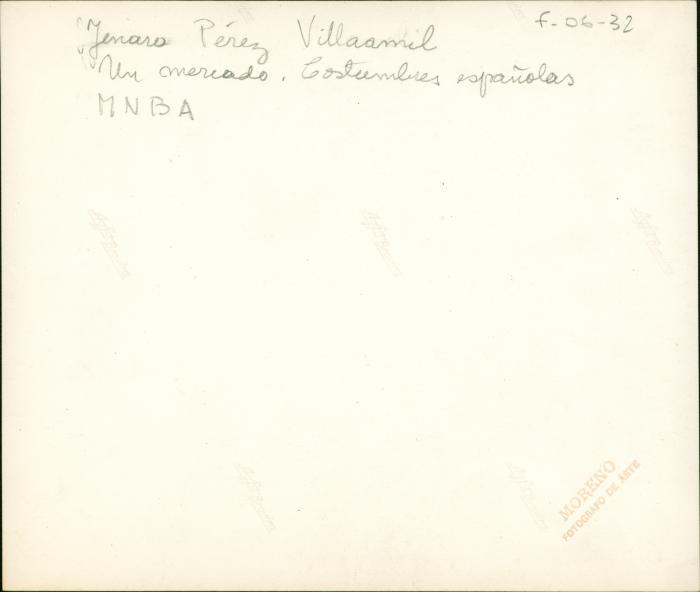 F-06-32
Jenaro Pérez Villaamil
Un mercado. Costumbres españolas
MNBA
MORENO
FOTOGRAFO DE ARTE